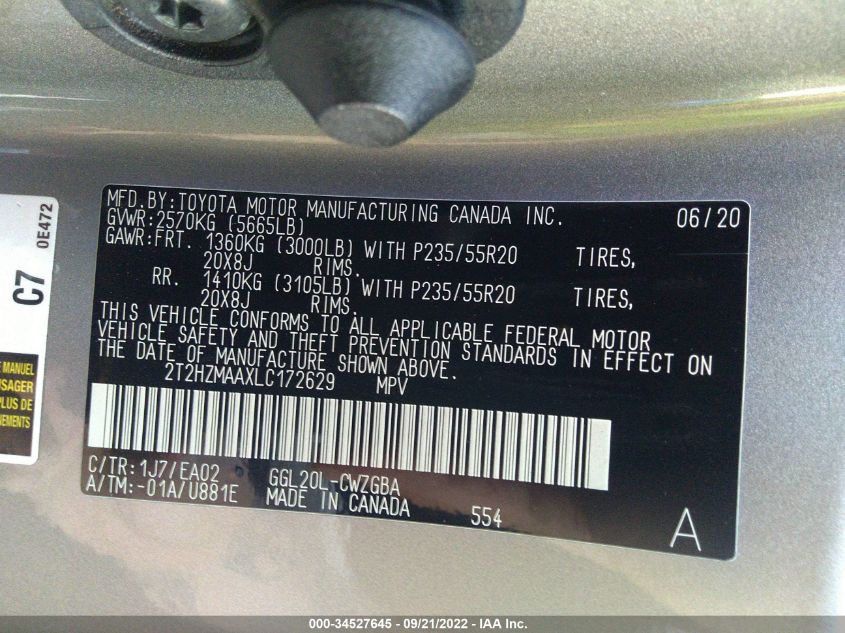 MFD.BY:TOYOTA MOTOR MANUFACTURING CANADA INC. 06/20
GVWR:2570KG (5665LB)
GAWR:FRT. 1360KG (3000LB) WITH P235/55R20 TIRES,
20X8J RIMS.
RR. 1410KG (3105LB) WITH P235/55R20 TIRES,
20X8J RIMS.
THIS VEHICLE CONFORMS TO ALL APPLICABLE FEDERAL MOTOR
VEHICLE SAFETY AND THEFT PREVENTION STANDARDS IN EFFECT ON
THE DATE OF MANUFACTURE SHOWN ABOVE.
2T2HZMAAXLC172629 MPV
C/TR:1J7/EA02 GGL20L-CWZGBA
A/TM:-01A/U881E MADE IN CANADA 554 A
C7
0E472
MANUEL
USAGER
PLUS DE
NEMENTS
000-34527645 - 09/21/2022 - IAA Inc.